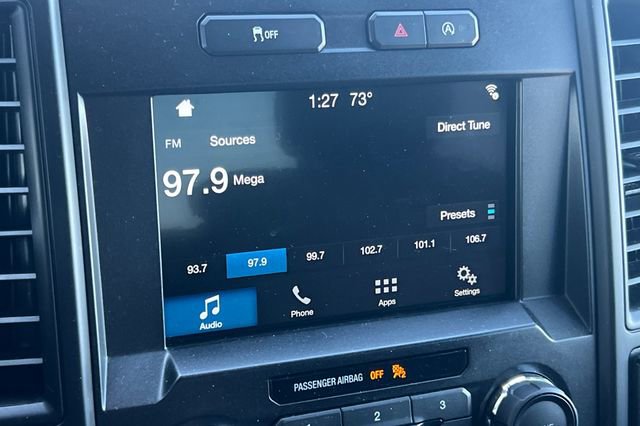 OFF
A
1:27 73°
FM Sources
Direct Tune
97.9 Mega
Presets
93.7 97.9 99.7 102.7 101.1 106.7
Audio Phone Apps Settings
PASSENGER AIRBAG OFF 2
1 2 3